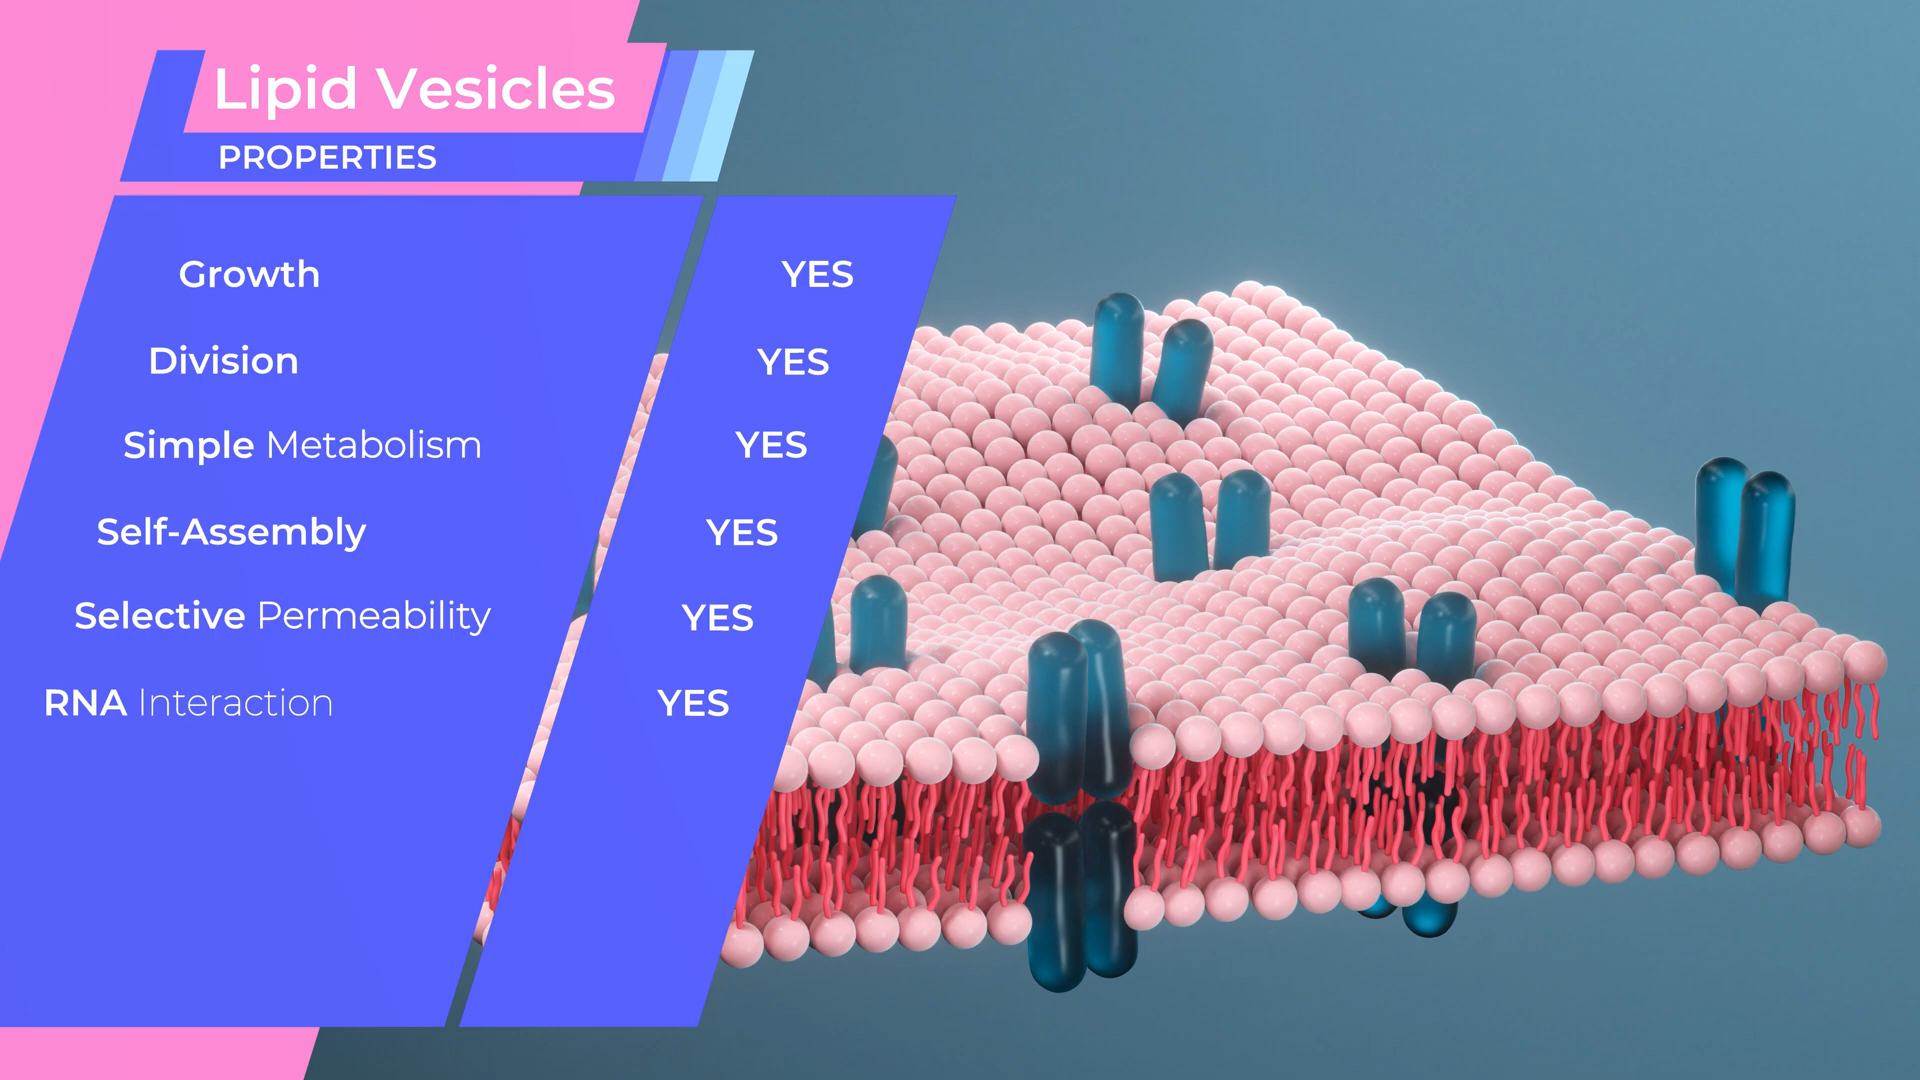 Lipid Vesicles
PROPERTIES
Growth YES
Division YES
Simple Metabolism YES
Self-Assembly YES
Selective Permeability YES
RNA Interaction YES